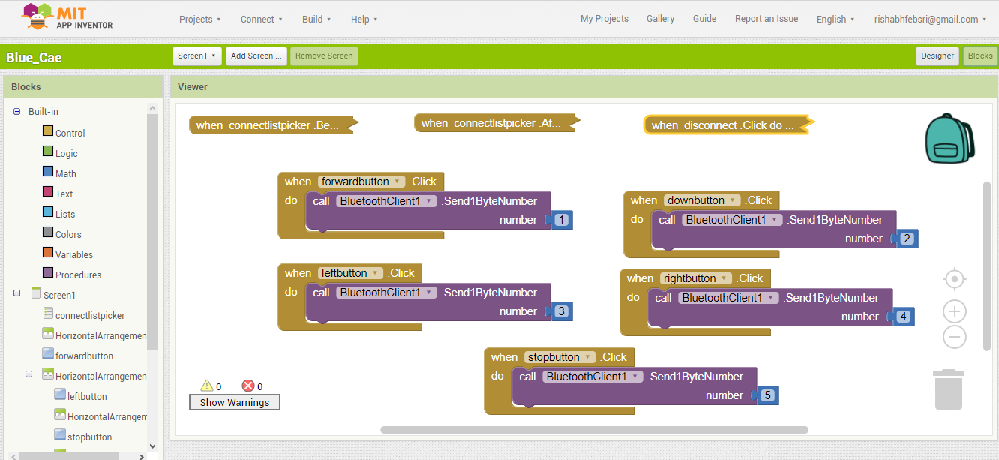 MIT
APP INVENTOR
Projects Connect Build Help My Projects Gallery Guide Report an Issue English rishabhfebsri@gmail.com
Blue_Cae Screen1 Add Screen ... Remove Screen Designer Blocks
Blocks
Built-in
Control
Logic
Math
Text
Lists
Colors
Variables
Procedures
Screen1
connectlistpicker
HorizontalArrangemen
forwardbutton
HorizontalArrangemen
leftbutton
HorizontalArrangem
stopbutton
Viewer
when connectlistpicker .Be...
when connectlistpicker .Af...
when disconnect .Click do ...
when forwardbutton .Click
do call BluetoothClient1 .Send1ByteNumber
number 1
when downbutton .Click
do call BluetoothClient1 .Send1ByteNumber
number 2
when leftbutton .Click
do call BluetoothClient1 .Send1ByteNumber
number 3
when rightbutton .Click
do call BluetoothClient1 .Send1ByteNumber
number 4
when stopbutton .Click
do call BluetoothClient1 .Send1ByteNumber
number 5
0 0
Show Warnings